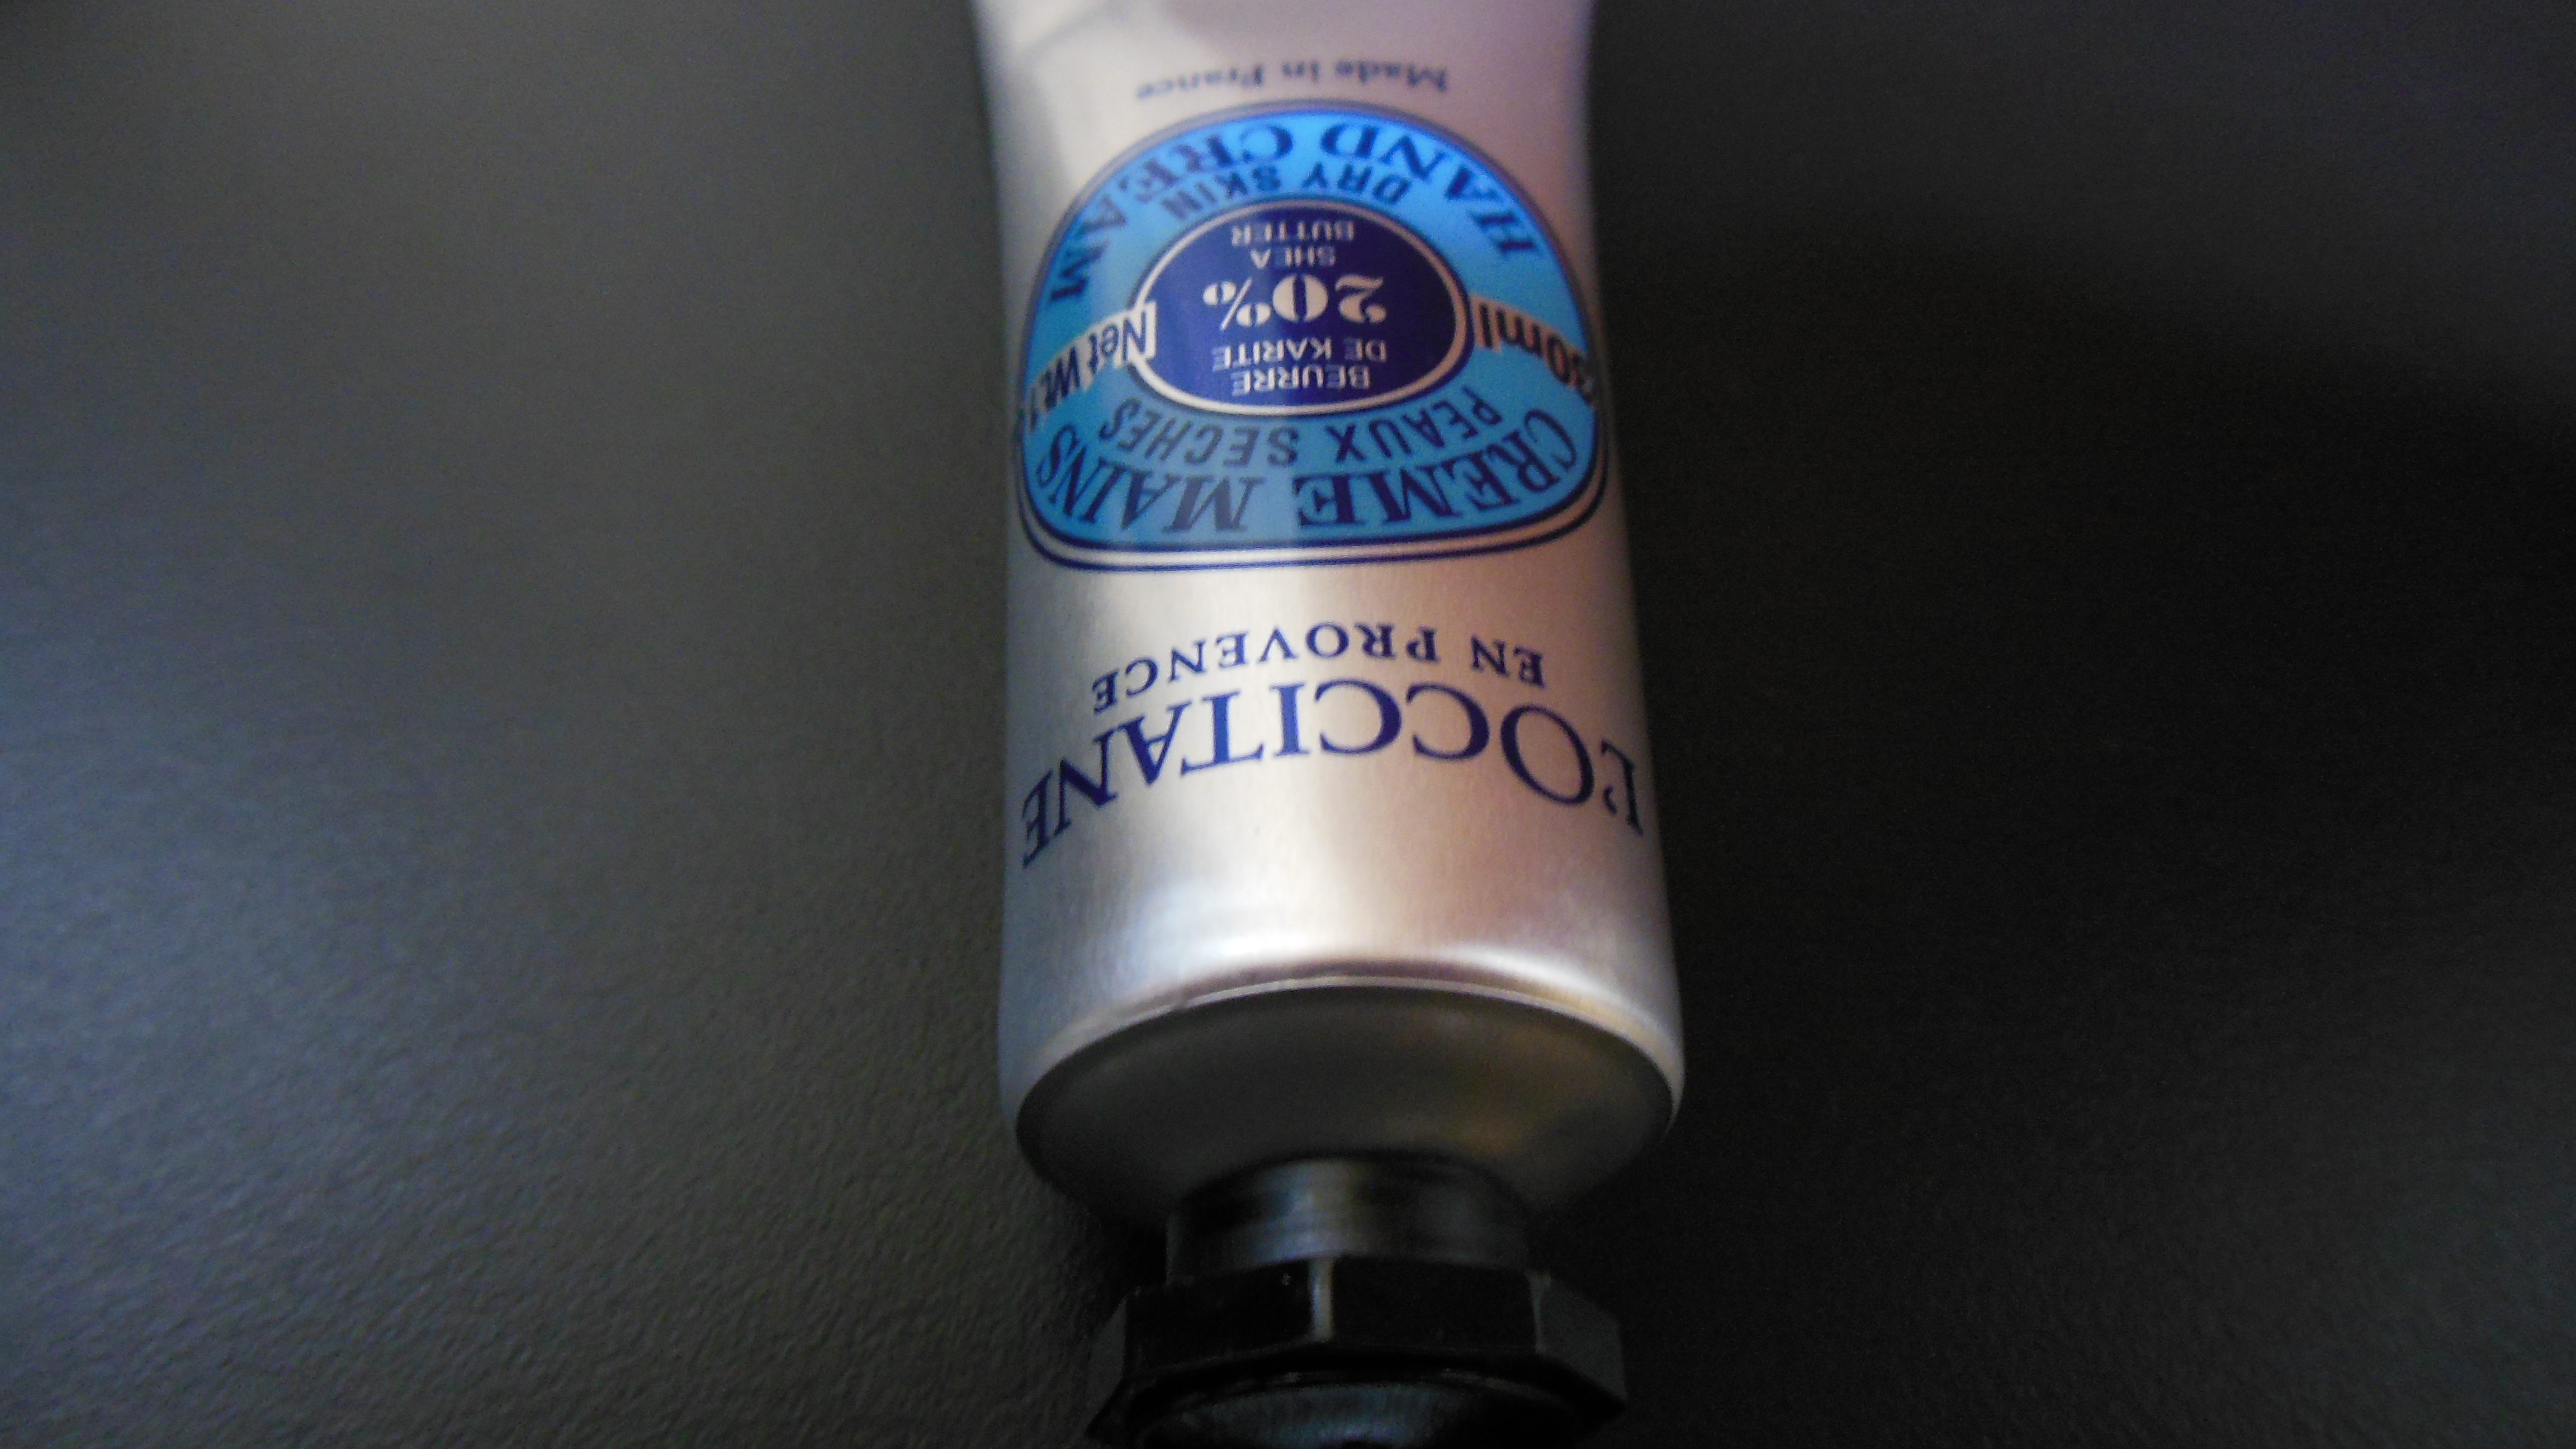 L'OCCITANE
EN PROVENCE
CREME MAINS
PEAUX SECHES
BEURRE
DE KARITE
20%
SHEA
BUTTER
30ml
Net Wt.
DRY SKIN
HAND CREAM
Made in France